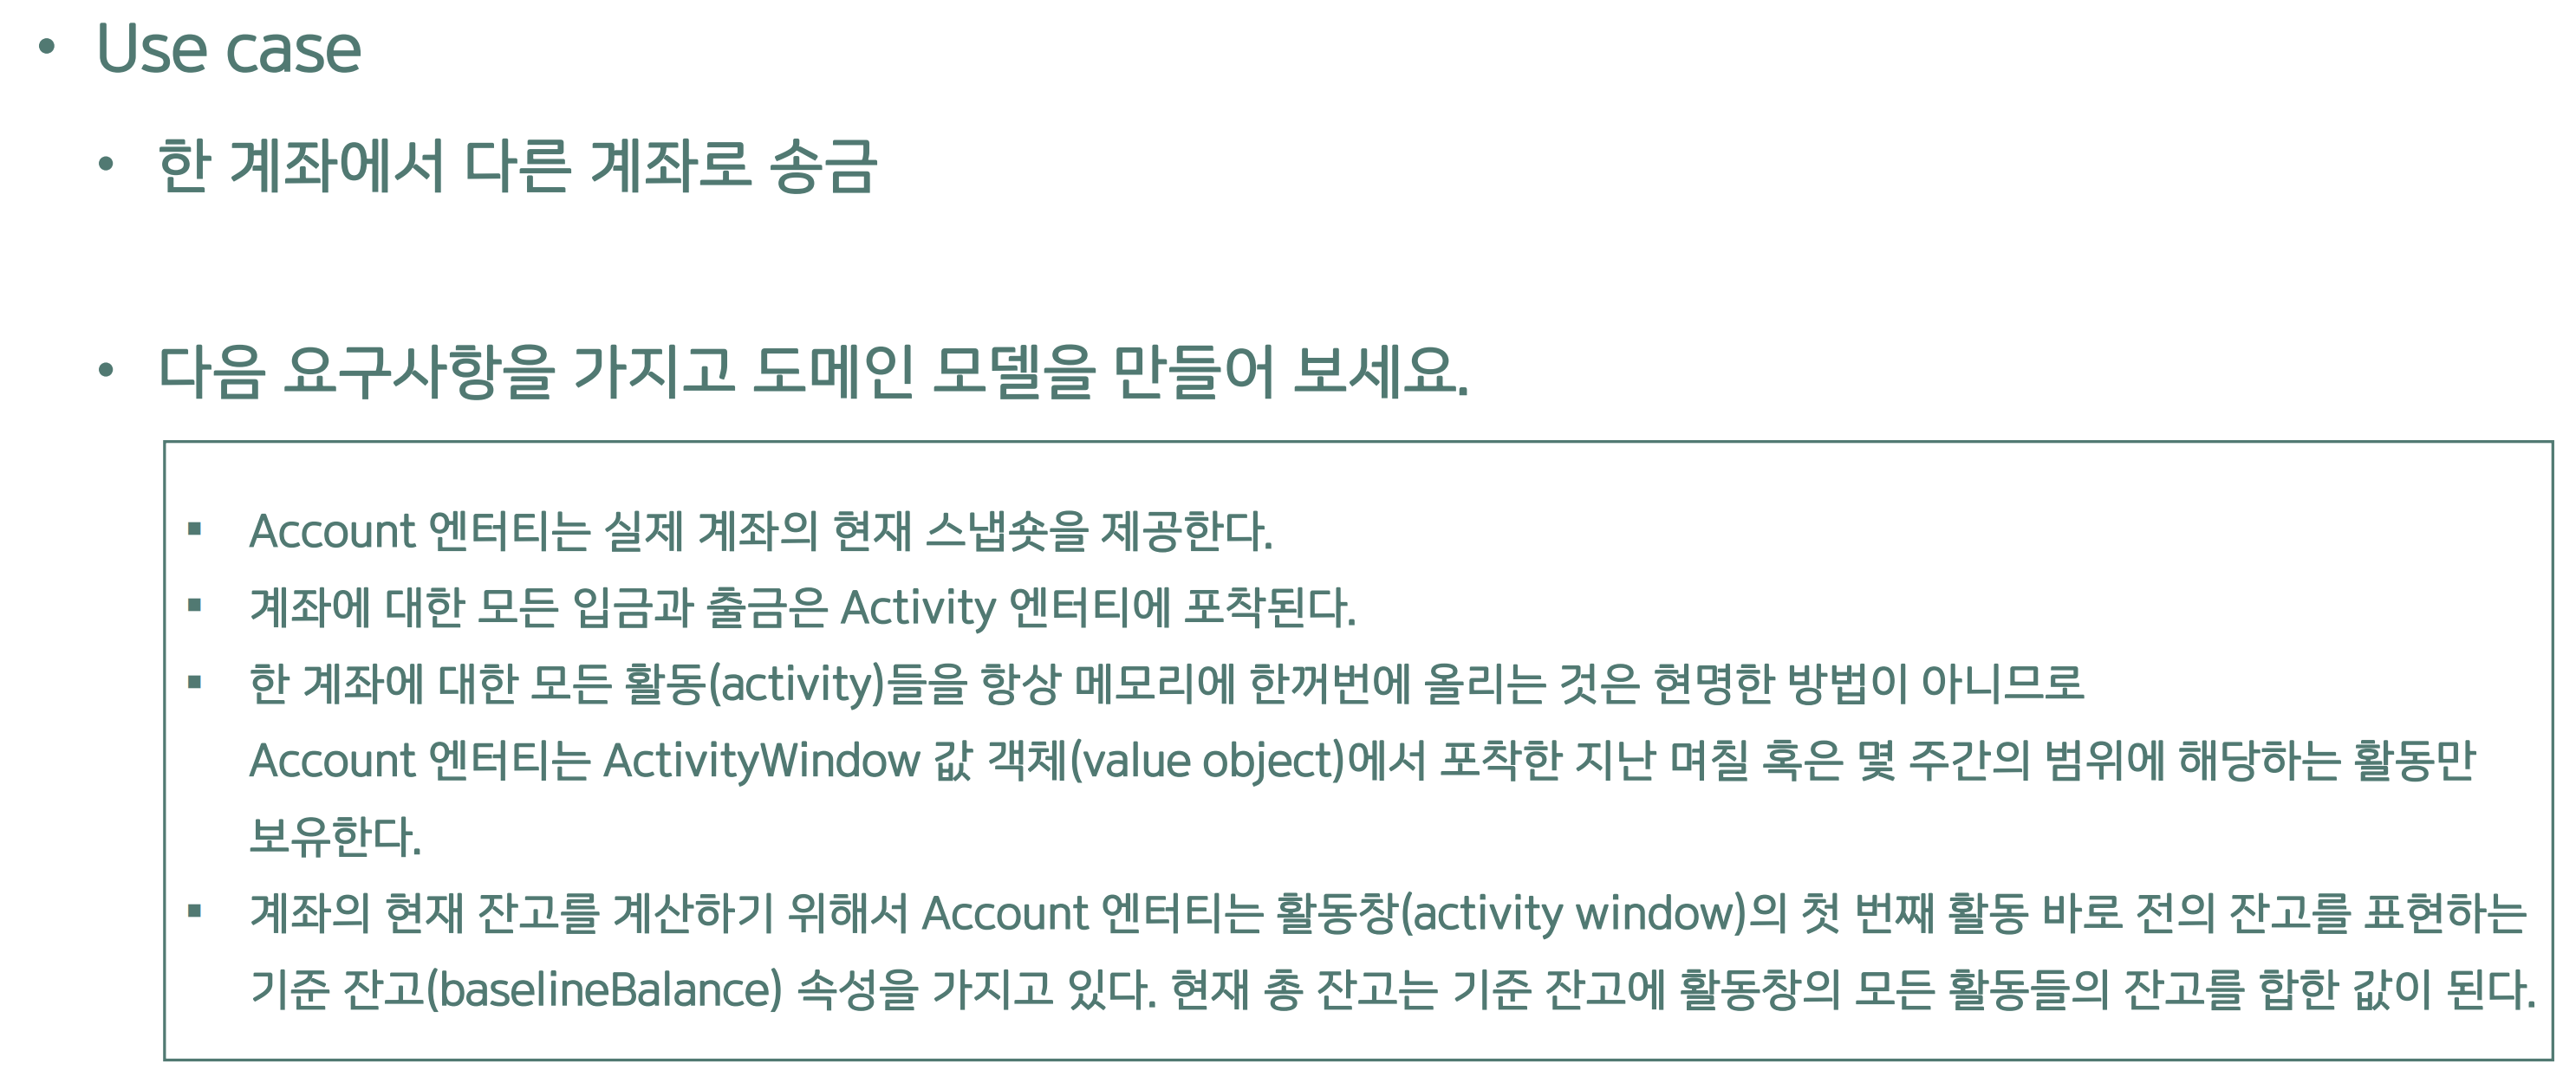 • Use case
• 한 계좌에서 다른 계좌로 송금
• 다음 요구사항을 가지고 도메인 모델을 만들어 보세요.
▪ Account 엔터티는 실제 계좌의 현재 스냅숏을 제공한다.
▪ 계좌에 대한 모든 입금과 출금은 Activity 엔터티에 포착된다.
▪ 한 계좌에 대한 모든 활동(activity)들을 항상 메모리에 한꺼번에 올리는 것은 현명한 방법이 아니므로
Account 엔터티는 ActivityWindow 값 객체(value object)에서 포착한 지난 며칠 혹은 몇 주간의 범위에 해당하는 활동만
보유한다.
▪ 계좌의 현재 잔고를 계산하기 위해서 Account 엔터티는 활동창(activity window)의 첫 번째 활동 바로 전의 잔고를 표현하는
기준 잔고(baselineBalance) 속성을 가지고 있다. 현재 총 잔고는 기준 잔고에 활동창의 모든 활동들의 잔고를 합한 값이 된다.